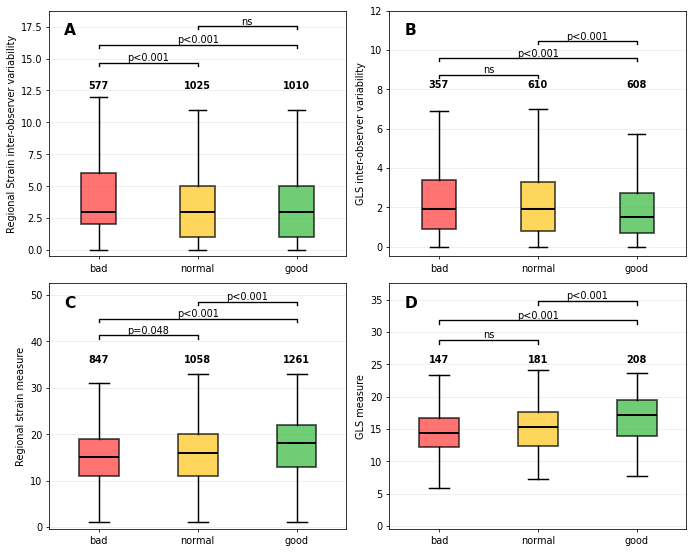 A
Regional Strain inter-observer variability
17.5
15.0
12.5
10.0
7.5
5.0
2.5
0.0
ns
p<0.001
p<0.001
577 1025 1010
bad normal good
B
GLS inter-observer variability
12
10
8
6
4
2
0
p<0.001
p<0.001
ns
357 610 608
bad normal good
C
Regional strain measure
50
40
30
20
10
0
p<0.001
p<0.001
p=0.048
847 1058 1261
bad normal good
D
GLS measure
35
30
25
20
15
10
5
0
p<0.001
p<0.001
ns
147 181 208
bad normal good